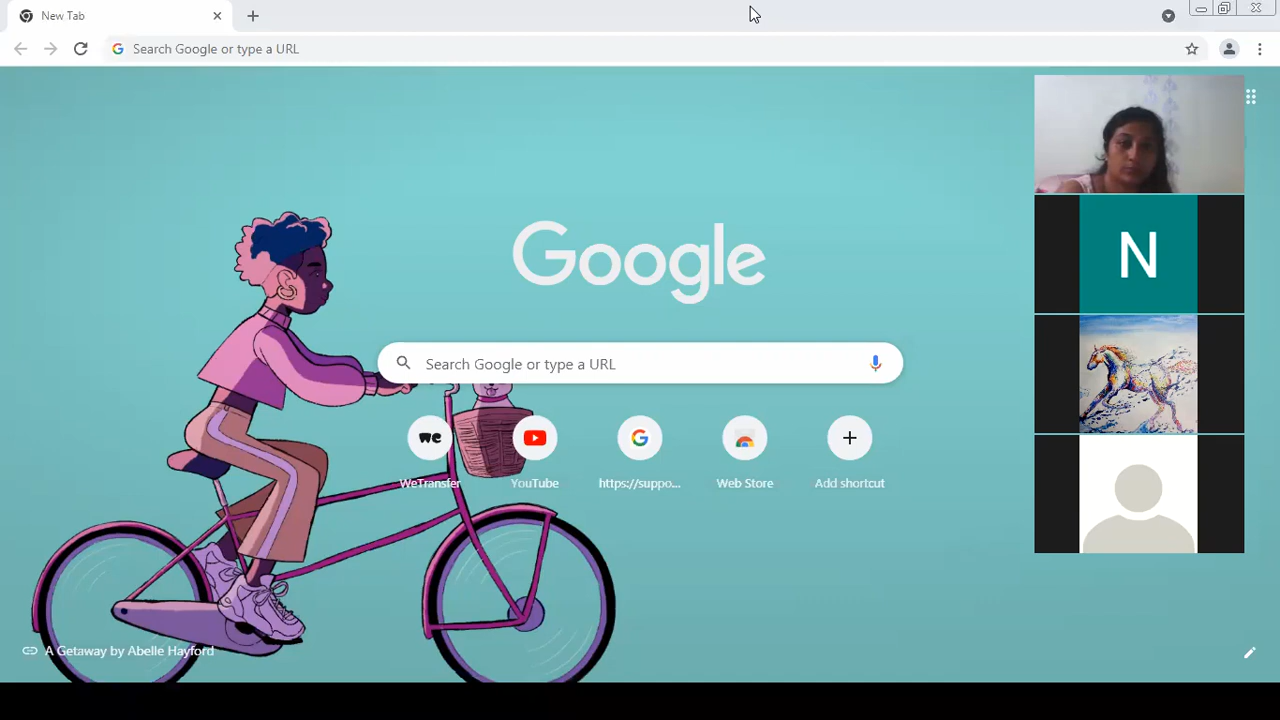 New Tab
Search Google or type a URL
N
Google
Search Google or type a URL
we
WeTransfer
YouTube
https://suppo...
Web Store
Add shortcut
A Getaway by Abelle Hayford